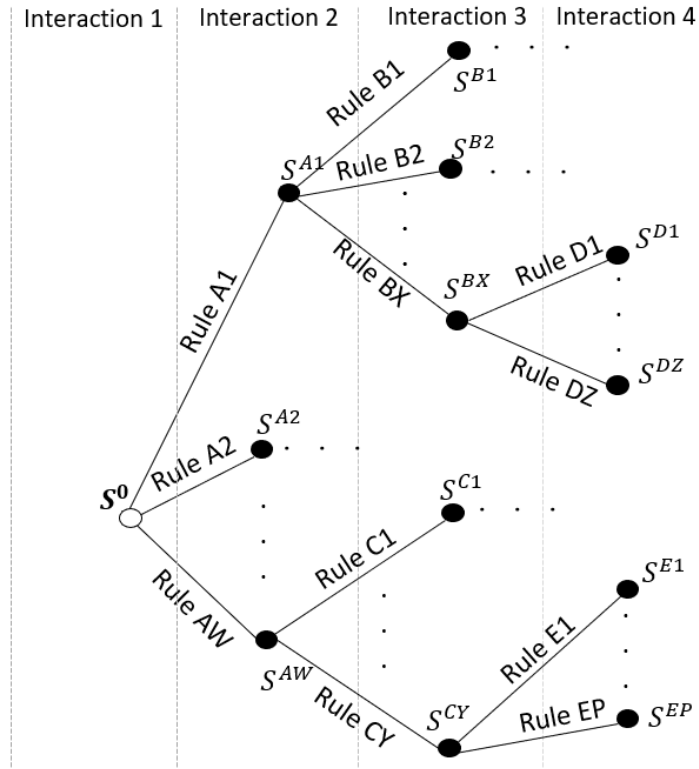 Interaction 1 Interaction 2 Interaction 3 Interaction 4
Rule B1
S^{B1}
S^{A1}
Rule B2
S^{B2}
Rule BX
S^{BX}
Rule D1
S^{D1}
Rule A1
Rule DZ
S^{DZ}
S^{A2}
Rule A2
S^0
S^{C1}
Rule C1
Rule AW
S^{AW}
Rule CY
S^{CY}
Rule E1
S^{E1}
Rule EP
S^{EP}